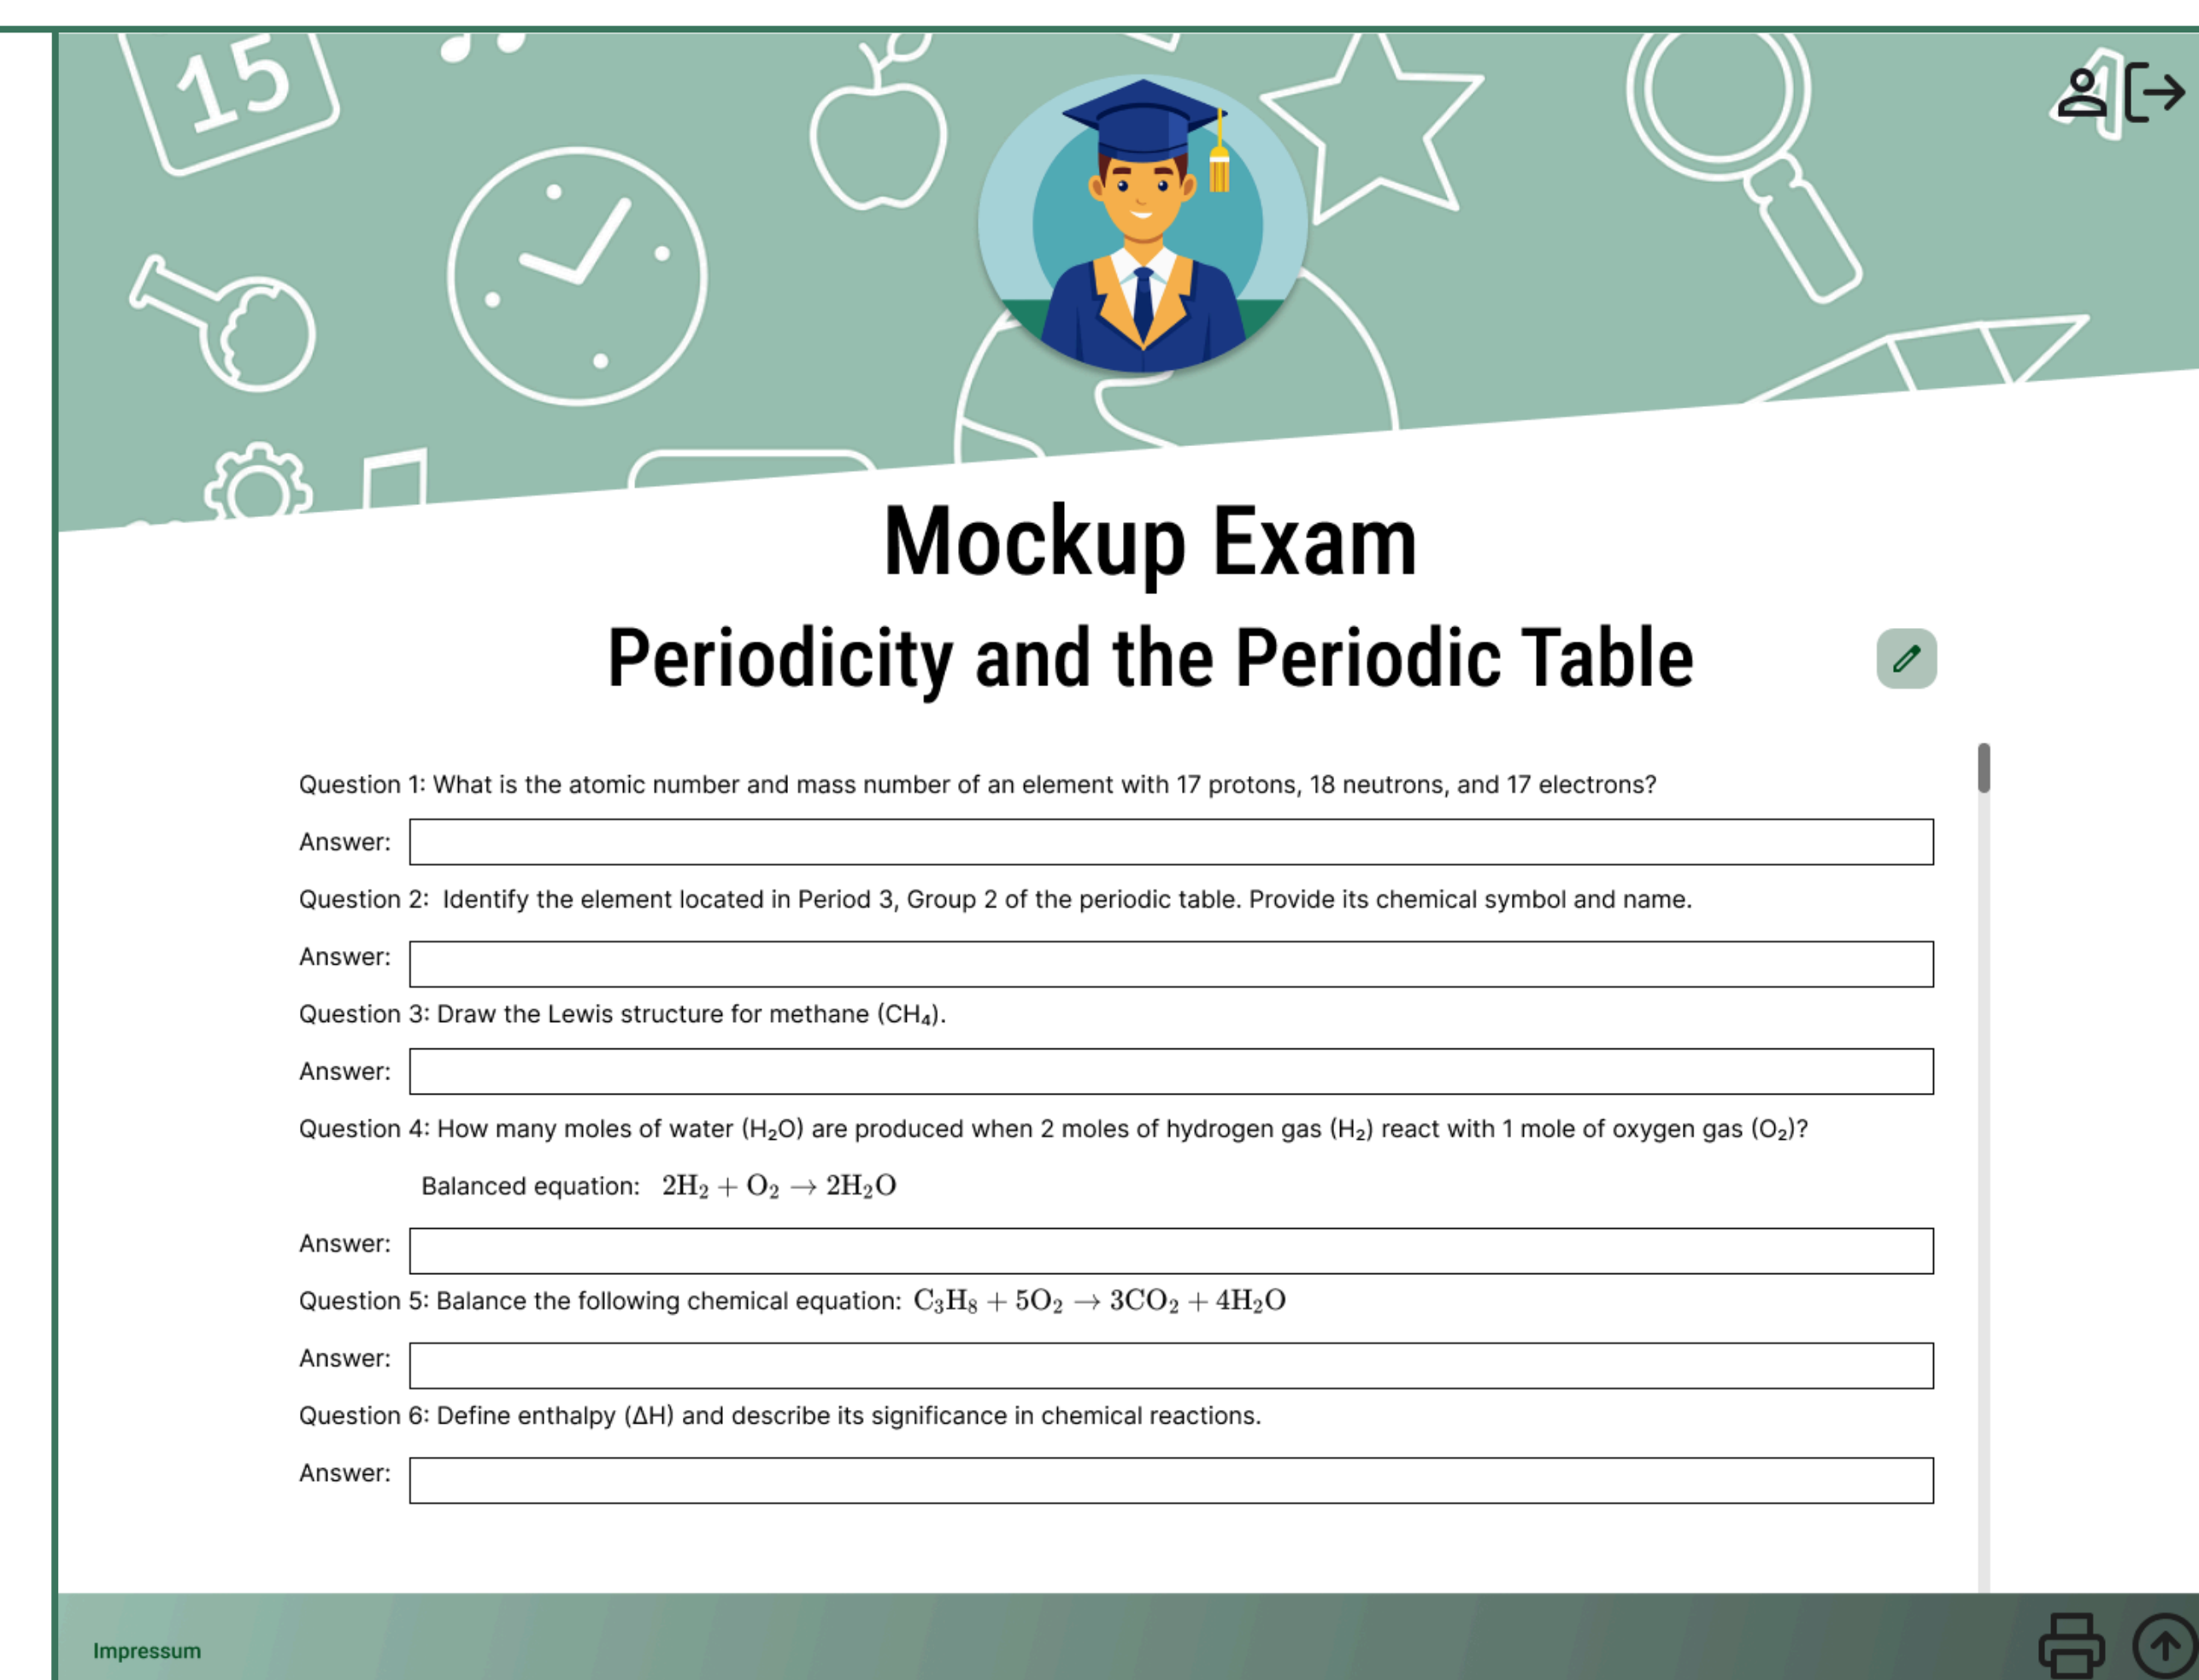 15
A
Mockup Exam
Periodicity and the Periodic Table
Question 1: What is the atomic number and mass number of an element with 17 protons, 18 neutrons, and 17 electrons?
Answer:
Question 2: Identify the element located in Period 3, Group 2 of the periodic table. Provide its chemical symbol and name.
Answer:
Question 3: Draw the Lewis structure for methane (CH₄).
Answer:
Question 4: How many moles of water (H₂O) are produced when 2 moles of hydrogen gas (H₂) react with 1 mole of oxygen gas (O₂)?
Balanced equation: 2H₂ + O₂ → 2H₂O
Answer:
Question 5: Balance the following chemical equation: C₃H₈ + 5O₂ → 3CO₂ + 4H₂O
Answer:
Question 6: Define enthalpy (ΔH) and describe its significance in chemical reactions.
Answer:
Impressum